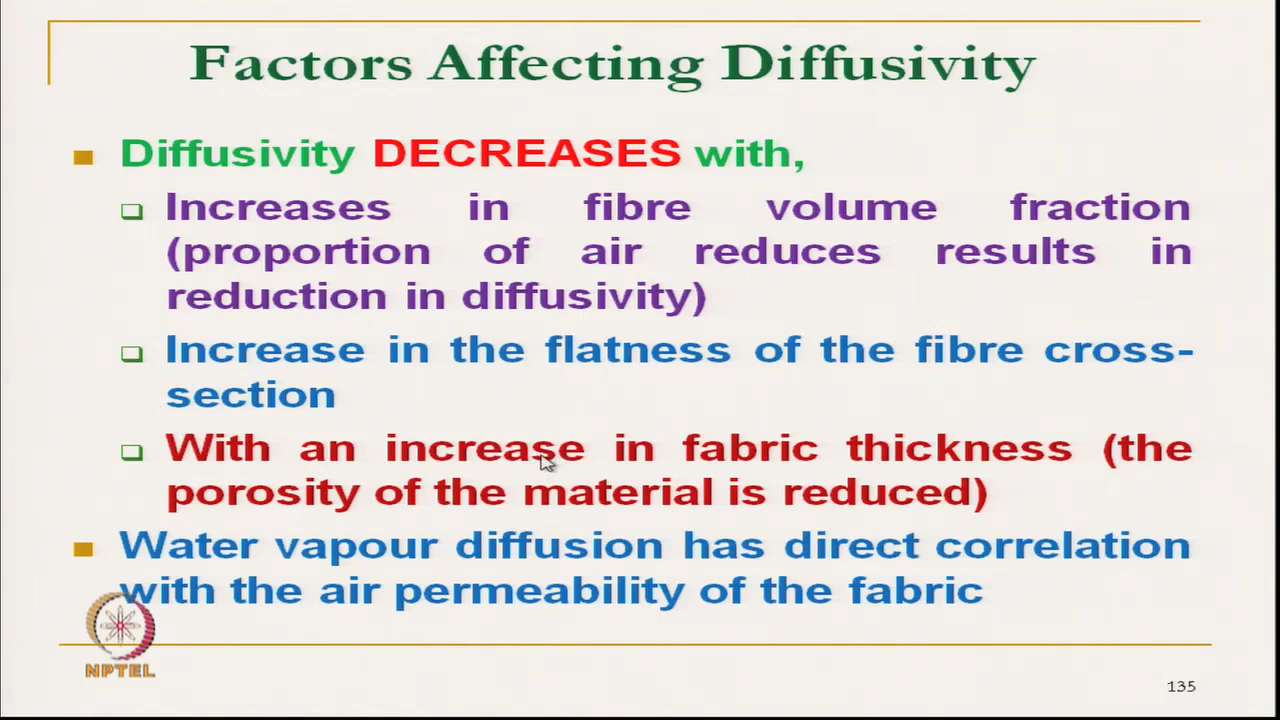 Factors Affecting Diffusivity
Diffusivity DECREASES with,
Increases in fibre volume fraction
(proportion of air reduces results in
reduction in diffusivity)
Increase in the flatness of the fibre cross-
section
With an increase in fabric thickness (the
porosity of the material is reduced)
Water vapour diffusion has direct correlation
with the air permeability of the fabric
NPTEL
135